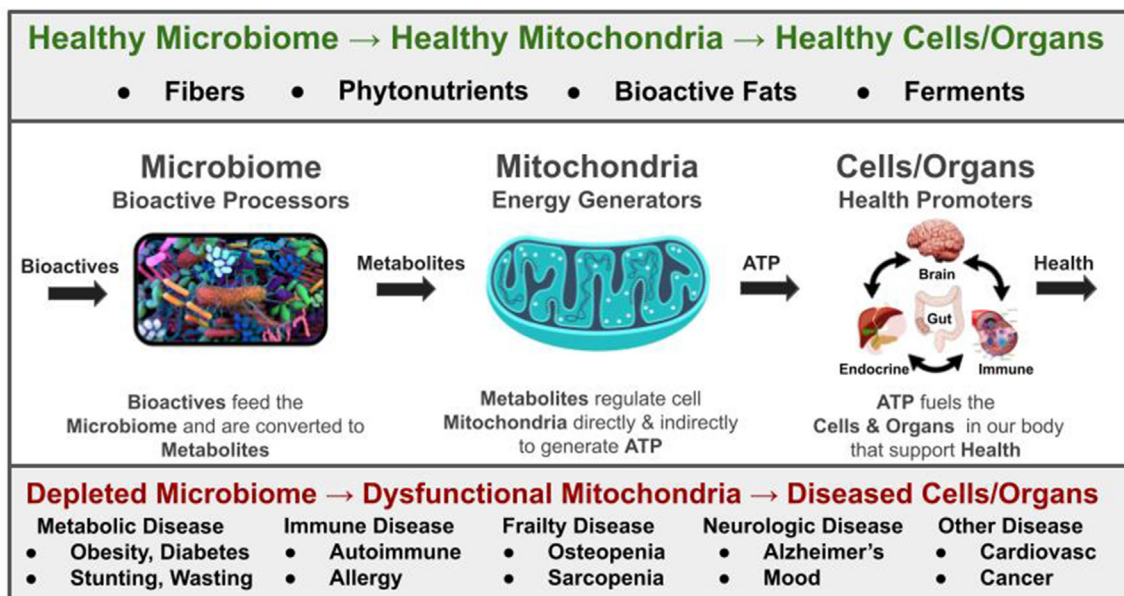 Healthy Microbiome → Healthy Mitochondria → Healthy Cells/Organs
● Fibers ● Phytonutrients ● Bioactive Fats ● Ferments
Microbiome
Bioactive Processors
Mitochondria
Energy Generators
Cells/Organs
Health Promoters
Bioactives
Metabolites
ATP
Brain
Gut
Endocrine
Immune
Health
Bioactives feed the
Microbiome and are converted to
Metabolites
Metabolites regulate cell
Mitochondria directly & indirectly
to generate ATP
ATP fuels the
Cells & Organs in our body
that support Health
Depleted Microbiome → Dysfunctional Mitochondria → Diseased Cells/Organs
Metabolic Disease
● Obesity, Diabetes
● Stunting, Wasting
Immune Disease
● Autoimmune
● Allergy
Frailty Disease
● Osteopenia
● Sarcopenia
Neurologic Disease
● Alzheimer's
● Mood
Other Disease
● Cardiovasc
● Cancer